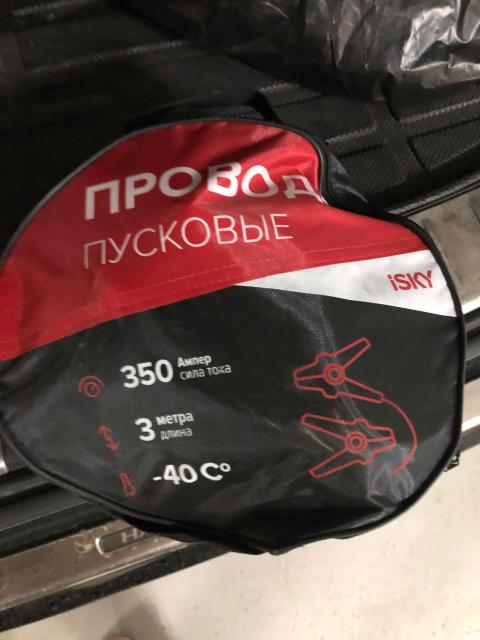 ПРОВОД
ПУСКОВЫЕ
iSKY
350 Ампер
сила тока
3 метра
длина
-40 C°